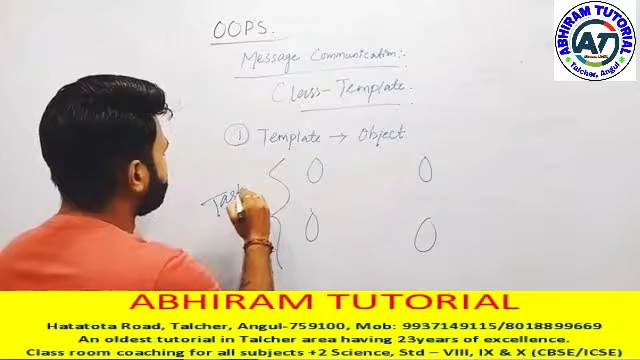 OOPS.
Message Communication:.
Class-Template.
① Template → Object
Task
ABHIRAM TUTORIAL
AT
Talcher, Angul
ABHIRAM TUTORIAL
Hatatota Road, Talcher, Angul-759100, Mob: 9937149115/8018899669
An oldest tutorial in Talcher area having 23years of excellence.
Class room coaching for all subjects +2 Science, Std – VIII, IX & X (CBSE/ICSE)